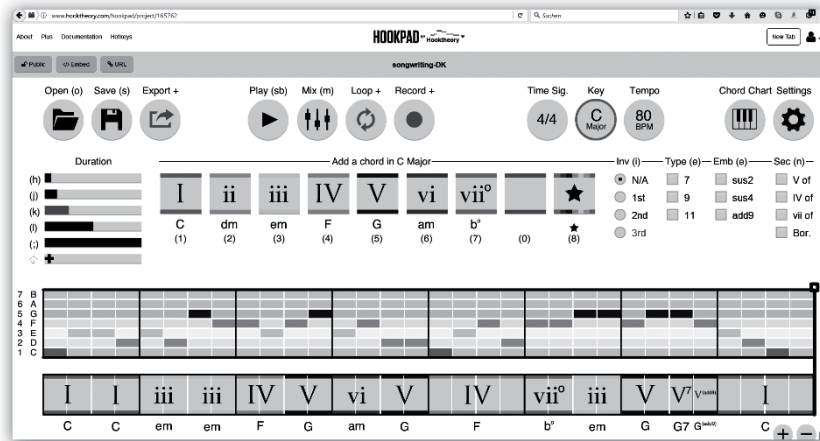 www.hooktheory.com/hookpad/project/165762
Suchen
About Plus Documentation Hotkeys
HOOKPAD BY Hooktheory
New Tab
Public </> Embed URL
songwriting-DK
Open (o) Save (s) Export + Play (sb) Mix (m) Loop + Record + Time Sig. Key Tempo Chord Chart Settings
4/4 C Major 80 BPM
Duration
Add a chord in C Major
Inv (i) Type (e) Emb (e) Sec (n)
(h)
(j)
(k)
(l)
(;)
I ii iii IV V vi vii°
C dm em F G am b°
(1) (2) (3) (4) (5) (6) (7) (0) (8)
N/A 7 sus2 V of
1st 9 sus4 IV of
2nd 11 add9 vii of
3rd Bor.
7 B
6 A
5 G
4 F
3 E
2 D
1 C
I I iii iii IV V vi V IV vii° iii V V7 V(add9) I
C C em em F G am G F b° em G G7 G(add9) C